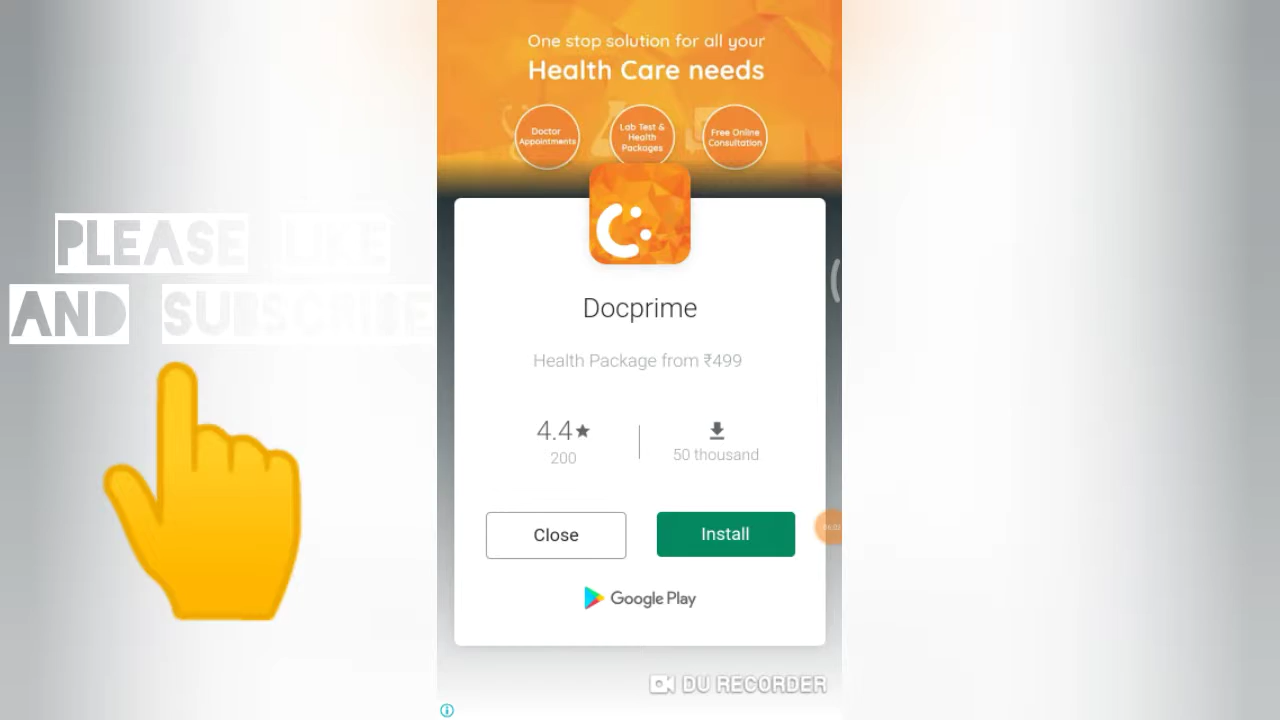 One stop solution for all your
Health Care needs
Doctor
Appointments
Lab Test &
Health
Packages
Free Online
Consultation
PLEASE LIKE
AND SUBSCRIBE
Docprime
Health Package from ₹499
4.4★
200
50 thousand
Close
Install
Google Play
DU RECORDER